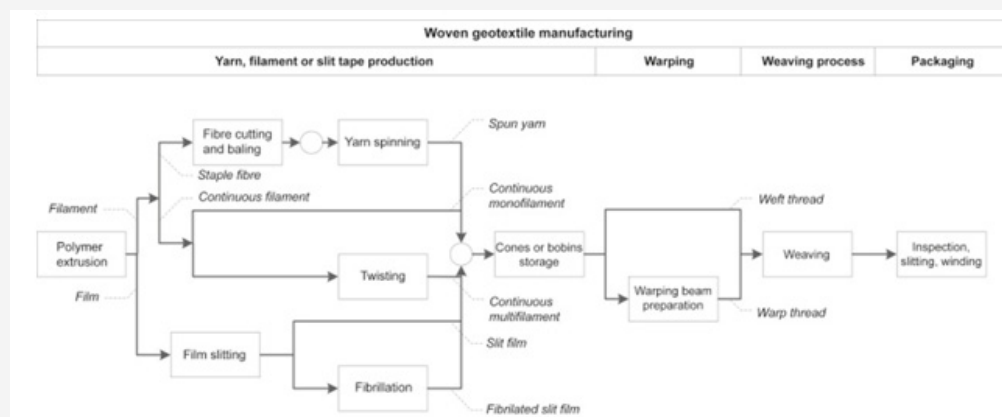 Woven geotextile manufacturing
Yarn, filament or slit tape production
Warping
Weaving process
Packaging
Fibre cutting
and baling
Yarn spinning
Spun yarn
Staple fibre
Continuous filament
Continuous
monofilament
Weft thread
Filament
Polymer
extrusion
Cones or bobins
storage
Weaving
Inspection,
slitting, winding
Twisting
Film
Continuous
multifilament
Warping beam
preparation
Warp thread
Slit film
Film slitting
Fibrillation
Fibrilated slit film